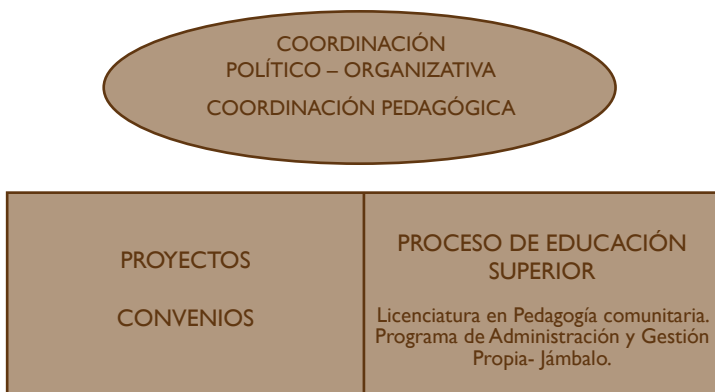 COORDINACIÓN
POLÍTICO – ORGANIZATIVA
COORDINACIÓN PEDAGÓGICA
PROYECTOS
CONVENIOS
PROCESO DE EDUCACIÓN
SUPERIOR
Licenciatura en Pedagogía comunitaria.
Programa de Administración y Gestión
Propia- Jámbalo.